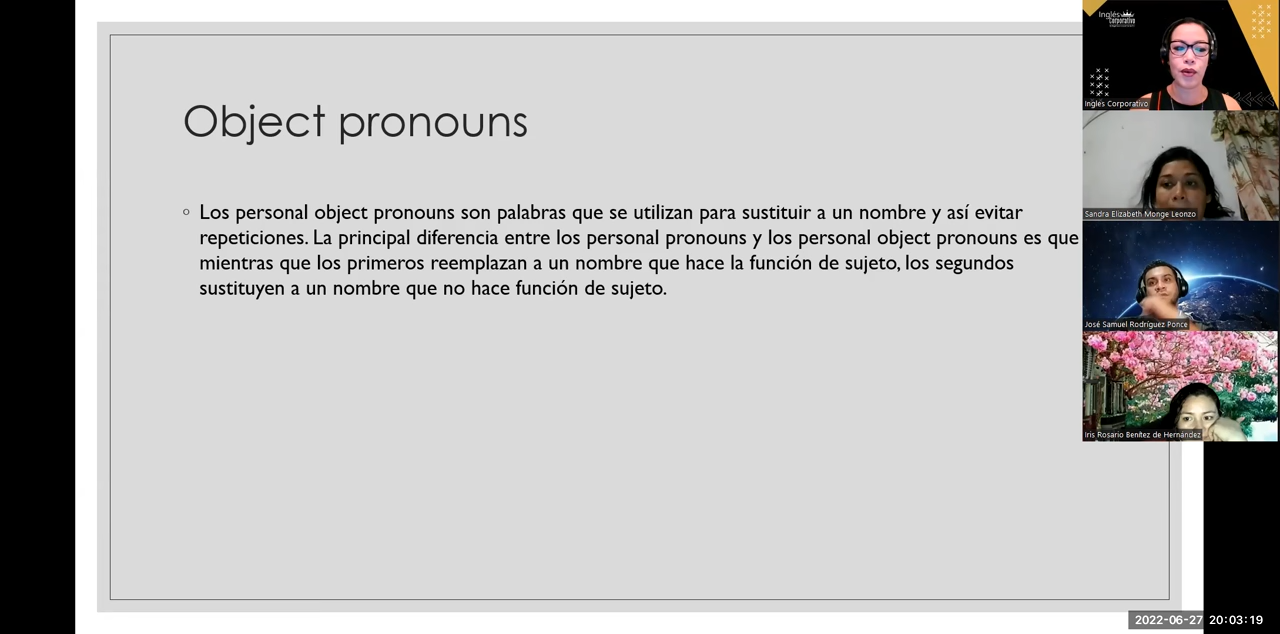 Object pronouns
Los personal object pronouns son palabras que se utilizan para sustituir a un nombre y así evitar
repeticiones. La principal diferencia entre los personal pronouns y los personal object pronouns es que
mientras que los primeros reemplazan a un nombre que hace la función de sujeto, los segundos
sustituyen a un nombre que no hace función de sujeto.
Inglés
Corporativo
Inglés Corporativo
Sandra Elizabeth Monge Leonzo
José Samuel Rodríguez Ponce
Iris Rosario Benítez de Hernández
2022-06-27 20:03:19